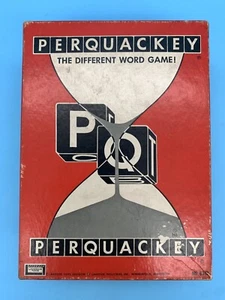 PERQUACKEY
THE DIFFERENT WORD GAME!
P
Q
PERQUACKEY